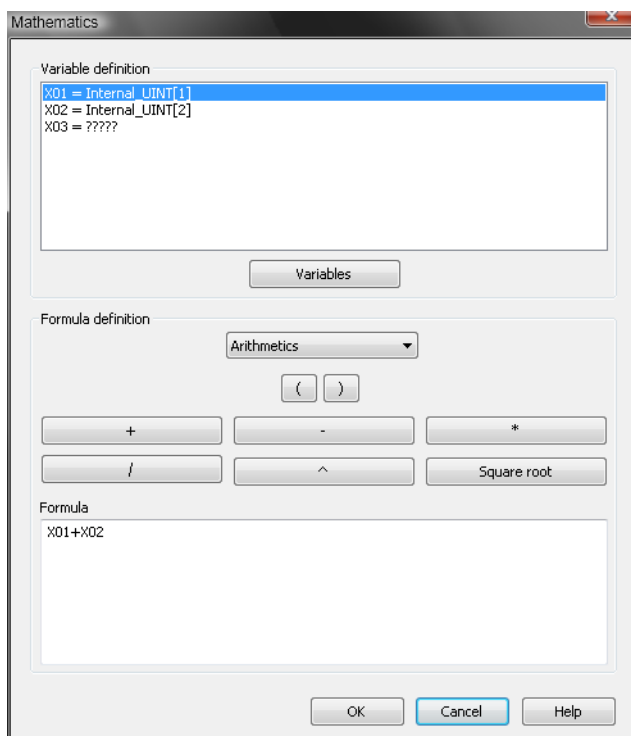 Mathematics
Variable definition
X01 = Internal_UINT[1]
X02 = Internal_UINT[2]
X03 = ?????
Variables
Formula definition
Arithmetics
( )
+ - *
/ ^ Square root
Formula
X01+X02
OK Cancel Help